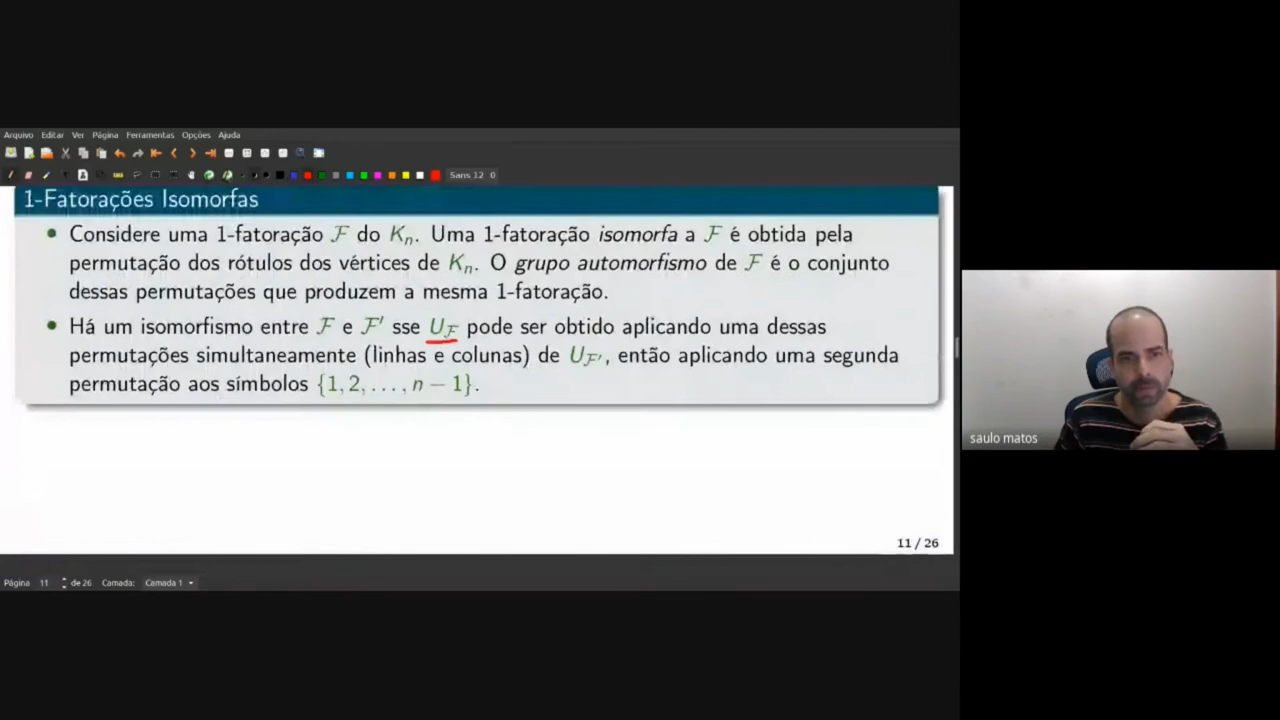 Arquivo Editar Ver Página Ferramentas Opções Ajuda
Sans 12 0
1-Fatorações Isomorfas
• Considere uma 1-fatoração ℱ do Kₙ. Uma 1-fatoração isomorfa a ℱ é obtida pela
permutação dos rótulos dos vértices de Kₙ. O grupo automorfismo de ℱ é o conjunto
dessas permutações que produzem a mesma 1-fatoração.
• Há um isomorfismo entre ℱ e ℱ′ sse U_ℱ pode ser obtido aplicando uma dessas
permutações simultaneamente (linhas e colunas) de U_ℱ′, então aplicando uma segunda
permutação aos símbolos {1, 2, . . . , n − 1}.
11 / 26
Página 11 de 26 Camada: Camada 1
saulo matos